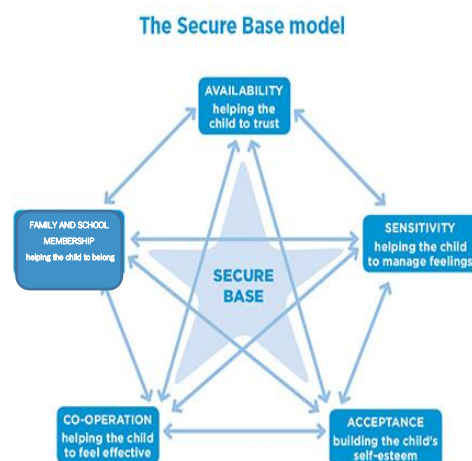 The Secure Base model
AVAILABILITY
helping the
child to trust
FAMILY AND SCHOOL
MEMBERSHIP
helping the child to belong
SENSITIVITY
helping the child
to manage feelings
SECURE
BASE
CO-OPERATION
helping the child
to feel effective
ACCEPTANCE
building the child's
self-esteem